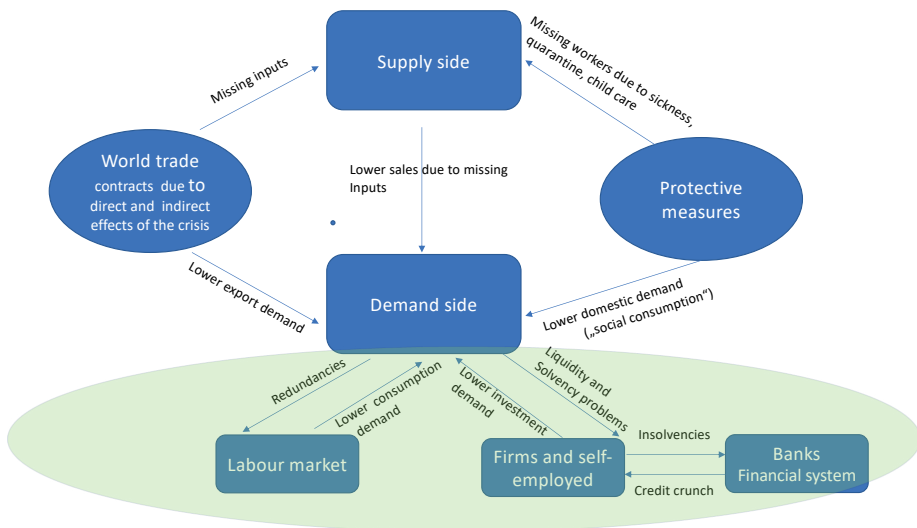 Supply side
Missing inputs
Missing workers due to sickness,
quarantine, child care
World trade
contracts due to
direct and indirect
effects of the crisis
Lower sales due to missing
Inputs
Protective
measures
Lower export demand
Demand side
Lower domestic demand
(„social consumption“)
Redundancies
Lower consumption
demand
Lower investment
demand
Liquidity and
Solvency problems
Labour market
Firms and self-
employed
Insolvencies
Credit crunch
Banks
Financial system